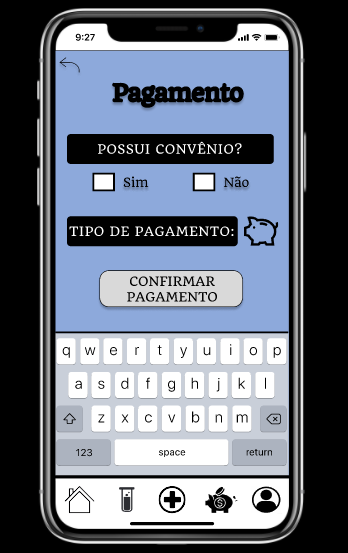 9:27
Pagamento
POSSUI CONVÊNIO?
Sim Não
TIPO DE PAGAMENTO:
CONFIRMAR
PAGAMENTO
q w e r t y u i o p
a s d f g h j k l
z x c v b n m
123 space return
$